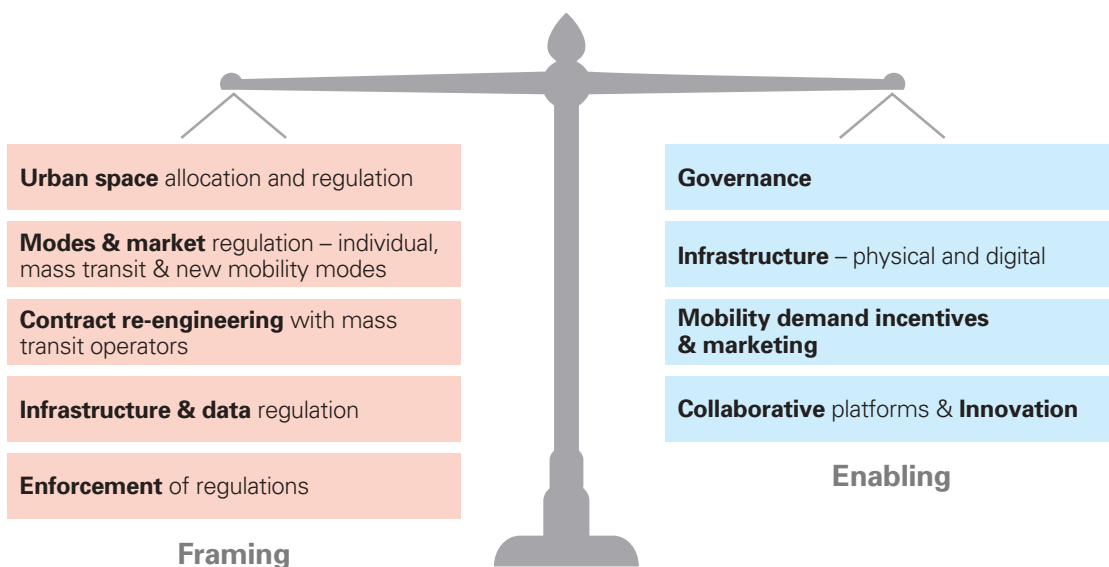 Urban space allocation and regulation
Modes & market regulation – individual,
mass transit & new mobility modes
Contract re-engineering with mass
transit operators
Infrastructure & data regulation
Enforcement of regulations
Framing
Governance
Infrastructure – physical and digital
Mobility demand incentives
& marketing
Collaborative platforms & Innovation
Enabling